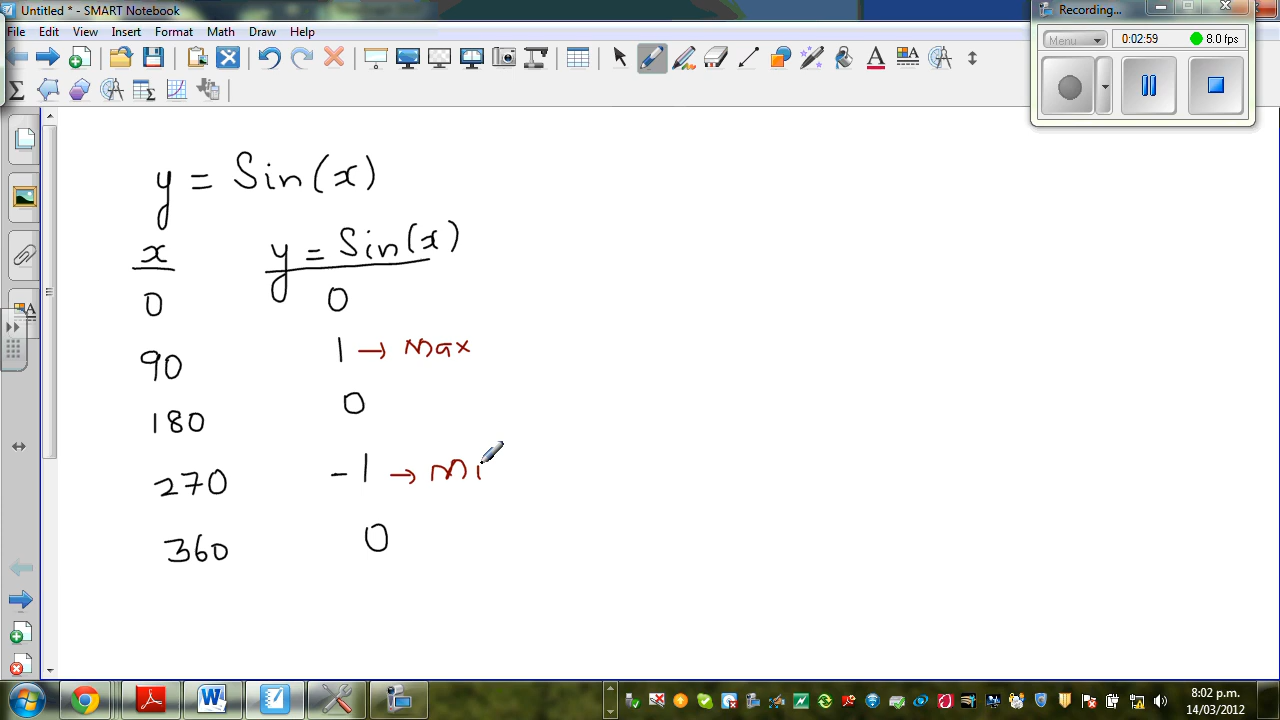 Untitled * - SMART Notebook
File Edit View Insert Format Math Draw Help
Recording...
Menu 0:02:59 8.0 fps
y = Sin(x)
x y = Sin(x)
0 0
90 1 → Max
180 0
270 -1 → Mi
360 0
8:02 p.m.
14/03/2012